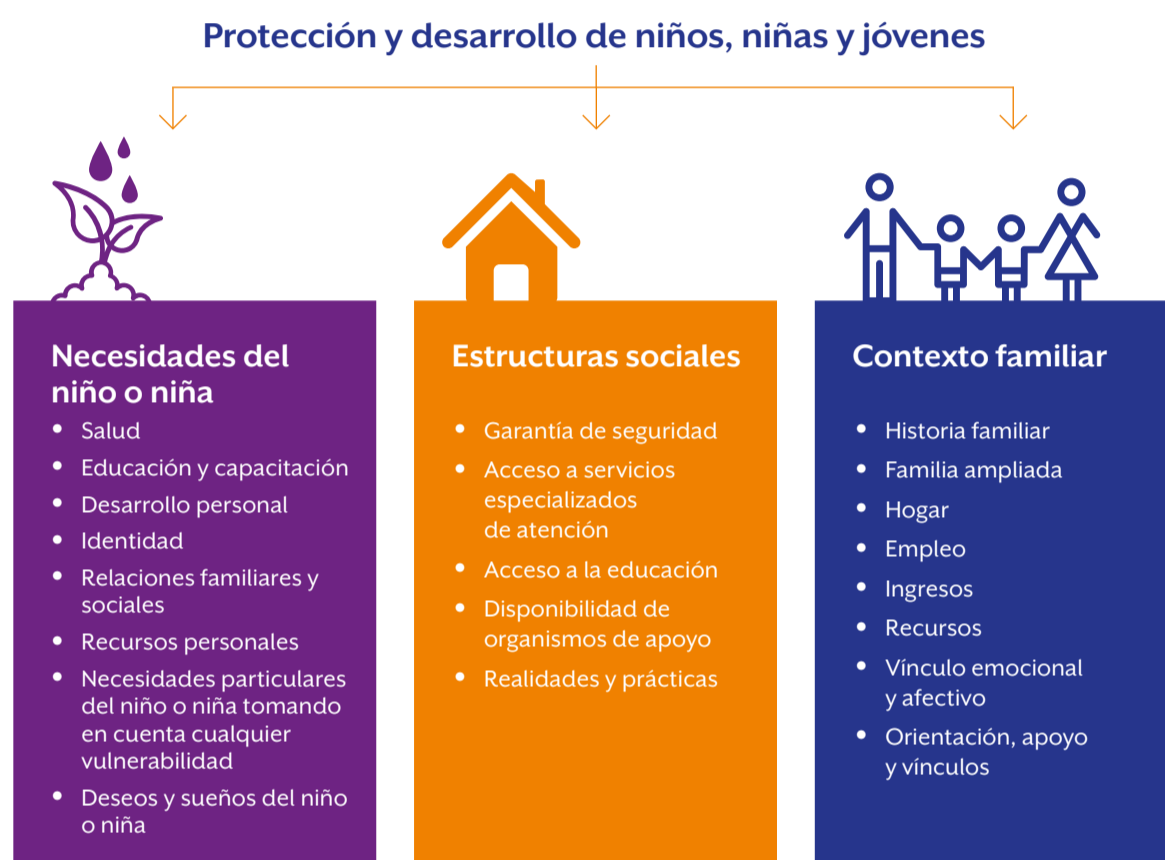 Protección y desarrollo de niños, niñas y jóvenes
Necesidades del
niño o niña
• Salud
• Educación y capacitación
• Desarrollo personal
• Identidad
• Relaciones familiares y
sociales
• Recursos personales
• Necesidades particulares
del niño o niña tomando
en cuenta cualquier
vulnerabilidad
• Deseos y sueños del niño
o niña
Estructuras sociales
• Garantía de seguridad
• Acceso a servicios
especializados
de atención
• Acceso a la educación
• Disponibilidad de
organismos de apoyo
• Realidades y prácticas
Contexto familiar
• Historia familiar
• Familia ampliada
• Hogar
• Empleo
• Ingresos
• Recursos
• Vínculo emocional
y afectivo
• Orientación, apoyo
y vínculos